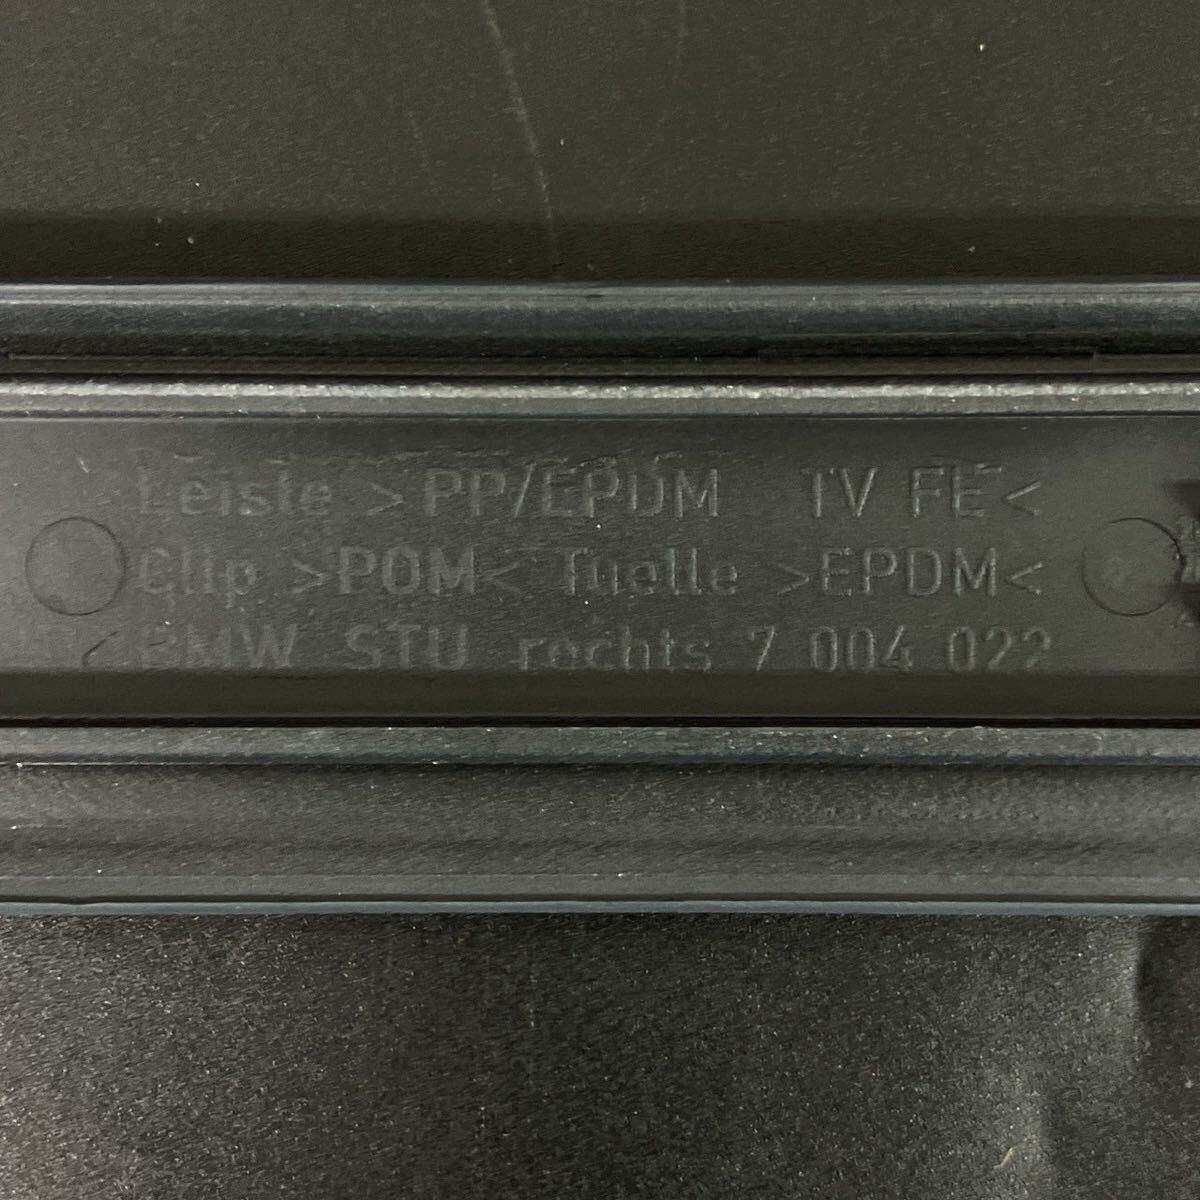 Leiste >PP/EPDM TV FE<
Clip >POM< Tuelle >EPDM<
BMW STU rechts 7 004 022